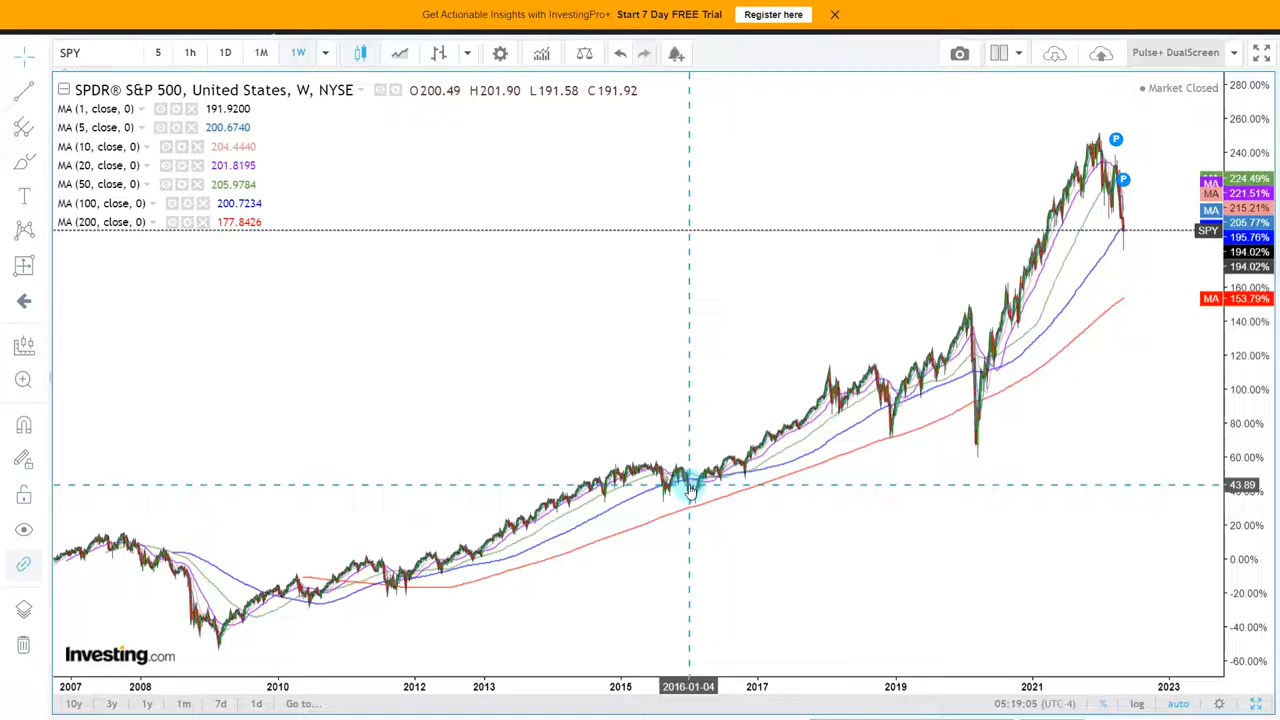 Get Actionable Insights with InvestingPro+: Start 7 Day FREE Trial Register here
SPY 5 1h 1D 1M 1W Pulse+ DualScreen
SPDR® S&P 500, United States, W, NYSE O200.49 H201.90 L191.58 C191.92
Market Closed
MA (1, close, 0) 191.9200
MA (5, close, 0) 200.6740
MA (10, close, 0) 204.4440
MA (20, close, 0) 201.8195
MA (50, close, 0) 205.9784
MA (100, close, 0) 200.7234
MA (200, close, 0) 177.8426
280.00%
260.00%
240.00%
P
P
224.49%
MA 221.51%
MA 215.21%
MA 205.77%
SPY 195.76%
194.02%
194.02%
160.00%
MA 153.79%
140.00%
120.00%
100.00%
80.00%
60.00%
43.89
20.00%
0.00%
-20.00%
-40.00%
-60.00%
Investing.com
2007 2008 2010 2012 2013 2015 2016-01-04 2017 2019 2021 2023
10y 3y 1y 1m 7d 1d Go to... 05:19:05 (UTC-4) % log auto